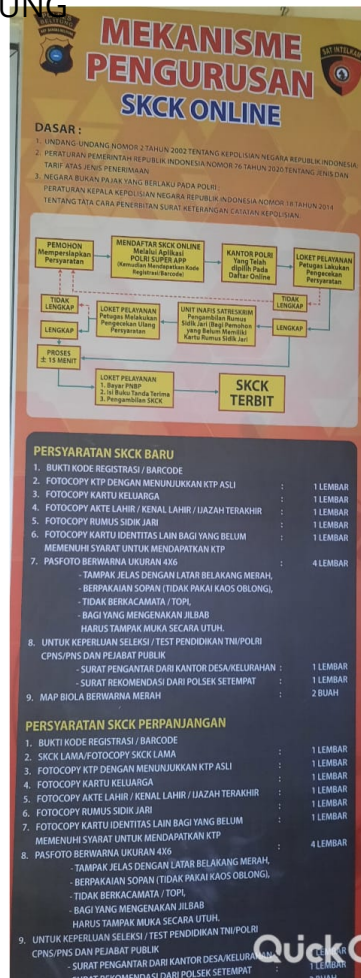 UNG
BELITUNG
SAT INTELKAM
MEKANISME
PENGURUSAN
SKCK ONLINE
DASAR :
1. UNDANG-UNDANG NOMOR 2 TAHUN 2002 TENTANG KEPOLISIAN NEGARA REPUBLIK INDONESIA.
2. PERATURAN PEMERINTAH REPUBLIK INDONESIA NOMOR 76 TAHUN 2020 TENTANG JENIS DAN
TARIF ATAS JENIS PENERIMAAN
3. NEGARA BUKAN PAJAK YANG BERLAKU PADA POLRI ;
PERATURAN KEPALA KEPOLISIAN NEGARA REPUBLIK INDONESIA NOMOR 18 TAHUN 2014
TENTANG TATA CARA PENERBITAN SURAT KETERANGAN CATATAN KEPOLISIAN.
PEMOHON
Mempersiapkan
Persyaratan
MENDAFTAR SKCK ONLINE
Melalui Aplikasi
POLRI SUPER APP
(Kemudian Mendapatkan Kode
Registrasi/Barcode)
KANTOR POLRI
Yang Telah
dipilih Pada
Daftar Online
LOKET PELAYANAN
Petugas Lakukan
Pengecekan
Persyaratan
TIDAK
LENGKAP
LENGKAP
LOKET PELAYANAN
Petugas Melakukan
Pengecekan Ulang
Persyaratan
UNIT INAFIS SATRESKRIM
Pengambilan Rumus
Sidik Jari (Bagi Pemohon
yang Belum Memiliki
Kartu Rumus Sidik Jari
TIDAK
LENGKAP
LENGKAP
PROSES
± 15 MENIT
LOKET PELAYANAN
1. Bayar PNBP
2. Isi Buku Tanda Terima
3. Pengambilan SKCK
SKCK
TERBIT
PERSYARATAN SKCK BARU
1. BUKTI KODE REGISTRASI / BARCODE
2. FOTOCOPY KTP DENGAN MENUNJUKKAN KTP ASLI : 1 LEMBAR
3. FOTOCOPY KARTU KELUARGA : 1 LEMBAR
4. FOTOCOPY AKTE LAHIR / KENAL LAHIR / IJAZAH TERAKHIR : 1 LEMBAR
5. FOTOCOPY RUMUS SIDIK JARI : 1 LEMBAR
6. FOTOCOPY KARTU IDENTITAS LAIN BAGI YANG BELUM : 1 LEMBAR
MEMENUHI SYARAT UNTUK MENDAPATKAN KTP
7. PASFOTO BERWARNA UKURAN 4X6 : 4 LEMBAR
- TAMPAK JELAS DENGAN LATAR BELAKANG MERAH,
- BERPAKAIAN SOPAN (TIDAK PAKAI KAOS OBLONG),
- TIDAK BERKACAMATA / TOPI,
- BAGI YANG MENGENAKAN JILBAB
HARUS TAMPAK MUKA SECARA UTUH.
8. UNTUK KEPERLUAN SELEKSI / TEST PENDIDIKAN TNI/POLRI
CPNS/PNS DAN PEJABAT PUBLIK
- SURAT PENGANTAR DARI KANTOR DESA/KELURAHAN : 1 LEMBAR
- SURAT REKOMENDASI DARI POLSEK SETEMPAT : 1 LEMBAR
9. MAP BIOLA BERWARNA MERAH : 2 BUAH
PERSYARATAN SKCK PERPANJANGAN
1. BUKTI KODE REGISTRASI / BARCODE
2. SKCK LAMA/FOTOCOPY SKCK LAMA : 1 LEMBAR
3. FOTOCOPY KTP DENGAN MENUNJUKKAN KTP ASLI : 1 LEMBAR
4. FOTOCOPY KARTU KELUARGA : 1 LEMBAR
5. FOTOCOPY AKTE LAHIR / KENAL LAHIR / IJAZAH TERAKHIR : 1 LEMBAR
6. FOTOCOPY RUMUS SIDIK JARI : 1 LEMBAR
7. FOTOCOPY KARTU IDENTITAS LAIN BAGI YANG BELUM : 1 LEMBAR
MEMENUHI SYARAT UNTUK MENDAPATKAN KTP
8. PASFOTO BERWARNA UKURAN 4X6 : 4 LEMBAR
- TAMPAK JELAS DENGAN LATAR BELAKANG MERAH,
- BERPAKAIAN SOPAN (TIDAK PAKAI KAOS OBLONG),
- TIDAK BERKACAMATA / TOPI,
- BAGI YANG MENGENAKAN JILBAB
HARUS TAMPAK MUKA SECARA UTUH.
9. UNTUK KEPERLUAN SELEKSI / TEST PENDIDIKAN TNI/POLRI
CPNS/PNS DAN PEJABAT PUBLIK
- SURAT PENGANTAR DARI KANTOR DESA/KELURAHAN : 1 LEMBAR
- SURAT REKOMENDASI DARI POLSEK SETEMPAT : 1 LEMBAR